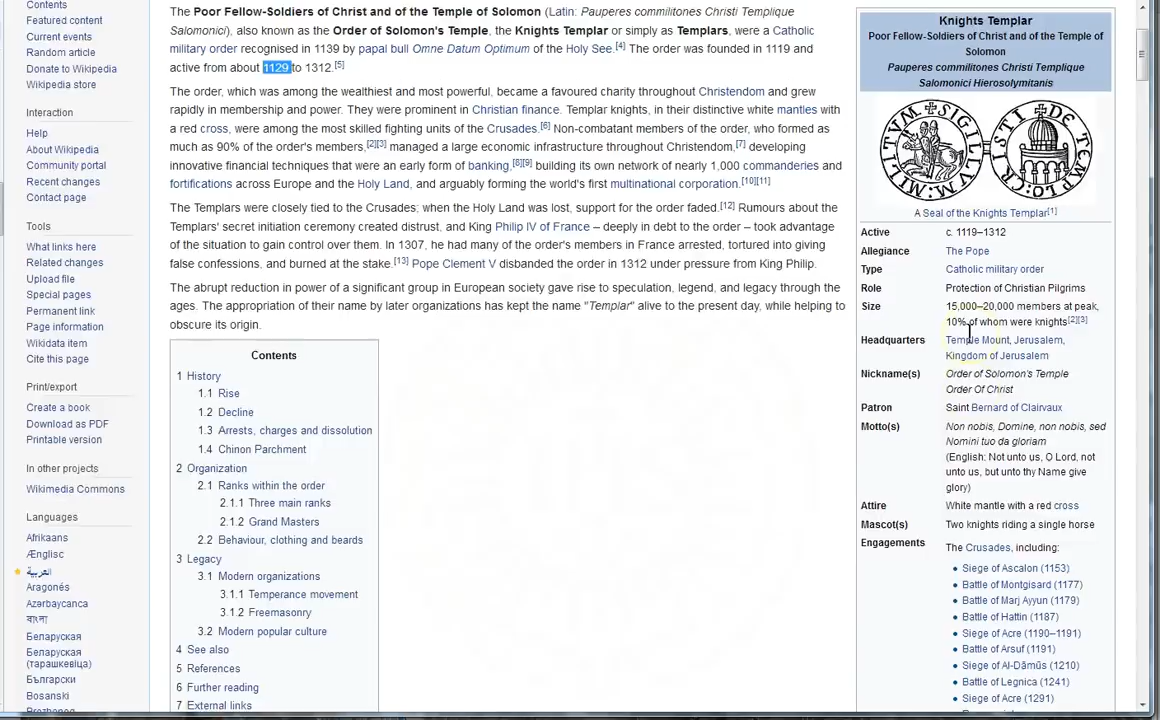 Contents
Featured content
Current events
Random article
Donate to Wikipedia
Wikipedia store
Interaction
Help
About Wikipedia
Community portal
Recent changes
Contact page
Tools
What links here
Related changes
Upload file
Special pages
Permanent link
Page information
Wikidata item
Cite this page
Print/export
Create a book
Download as PDF
Printable version
In other projects
Wikimedia Commons
Languages
Afrikaans
Ænglisc
العربية
Aragonés
Azərbaycanca
বাংলা
Беларуская
Беларуская
(тарашкевіца)
Български
Bosanski
The Poor Fellow-Soldiers of Christ and of the Temple of Solomon (Latin: Pauperes commilitones Christi Templique
Salomonici), also known as the Order of Solomon's Temple, the Knights Templar or simply as Templars, were a Catholic
military order recognised in 1139 by papal bull Omne Datum Optimum of the Holy See.[4] The order was founded in 1119 and
active from about 1129 to 1312.[5]
The order, which was among the wealthiest and most powerful, became a favoured charity throughout Christendom and grew
rapidly in membership and power. They were prominent in Christian finance. Templar knights, in their distinctive white mantles with
a red cross, were among the most skilled fighting units of the Crusades.[6] Non-combatant members of the order, who formed as
much as 90% of the order's members,[2][3] managed a large economic infrastructure throughout Christendom,[7] developing
innovative financial techniques that were an early form of banking,[8][9] building its own network of nearly 1,000 commanderies and
fortifications across Europe and the Holy Land, and arguably forming the world's first multinational corporation.[10][11]
The Templars were closely tied to the Crusades; when the Holy Land was lost, support for the order faded.[12] Rumours about the
Templars' secret initiation ceremony created distrust, and King Philip IV of France – deeply in debt to the order – took advantage
of the situation to gain control over them. In 1307, he had many of the order's members in France arrested, tortured into giving
false confessions, and burned at the stake.[13] Pope Clement V disbanded the order in 1312 under pressure from King Philip.
The abrupt reduction in power of a significant group in European society gave rise to speculation, legend, and legacy through the
ages. The appropriation of their name by later organizations has kept the name "Templar" alive to the present day, while helping to
obscure its origin.
Contents
1 History
1.1 Rise
1.2 Decline
1.3 Arrests, charges and dissolution
1.4 Chinon Parchment
2 Organization
2.1 Ranks within the order
2.1.1 Three main ranks
2.1.2 Grand Masters
2.2 Behaviour, clothing and beards
3 Legacy
3.1 Modern organizations
3.1.1 Temperance movement
3.1.2 Freemasonry
3.2 Modern popular culture
4 See also
5 References
6 Further reading
7 External links
Knights Templar
Poor Fellow-Soldiers of Christ and of the Temple of
Solomon
Pauperes commilitones Christi Templique
Salomonici Hierosolymitanis
A Seal of the Knights Templar[1]
Active c. 1119–1312
Allegiance The Pope
Type Catholic military order
Role Protection of Christian Pilgrims
Size 15,000–20,000 members at peak,
10% of whom were knights[2][3]
Headquarters Temple Mount, Jerusalem,
Kingdom of Jerusalem
Nickname(s) Order of Solomon's Temple
Order Of Christ
Patron Saint Bernard of Clairvaux
Motto(s) Non nobis, Domine, non nobis, sed
Nomini tuo da gloriam
(English: Not unto us, O Lord, not
unto us, but unto thy Name give
glory)
Attire White mantle with a red cross
Mascot(s) Two knights riding a single horse
Engagements The Crusades, including:
Siege of Ascalon (1153)
Battle of Montgisard (1177)
Battle of Marj Ayyun (1179)
Battle of Hattin (1187)
Siege of Acre (1190–1191)
Battle of Arsuf (1191)
Siege of Al-Dāmūs (1210)
Battle of Legnica (1241)
Siege of Acre (1291)